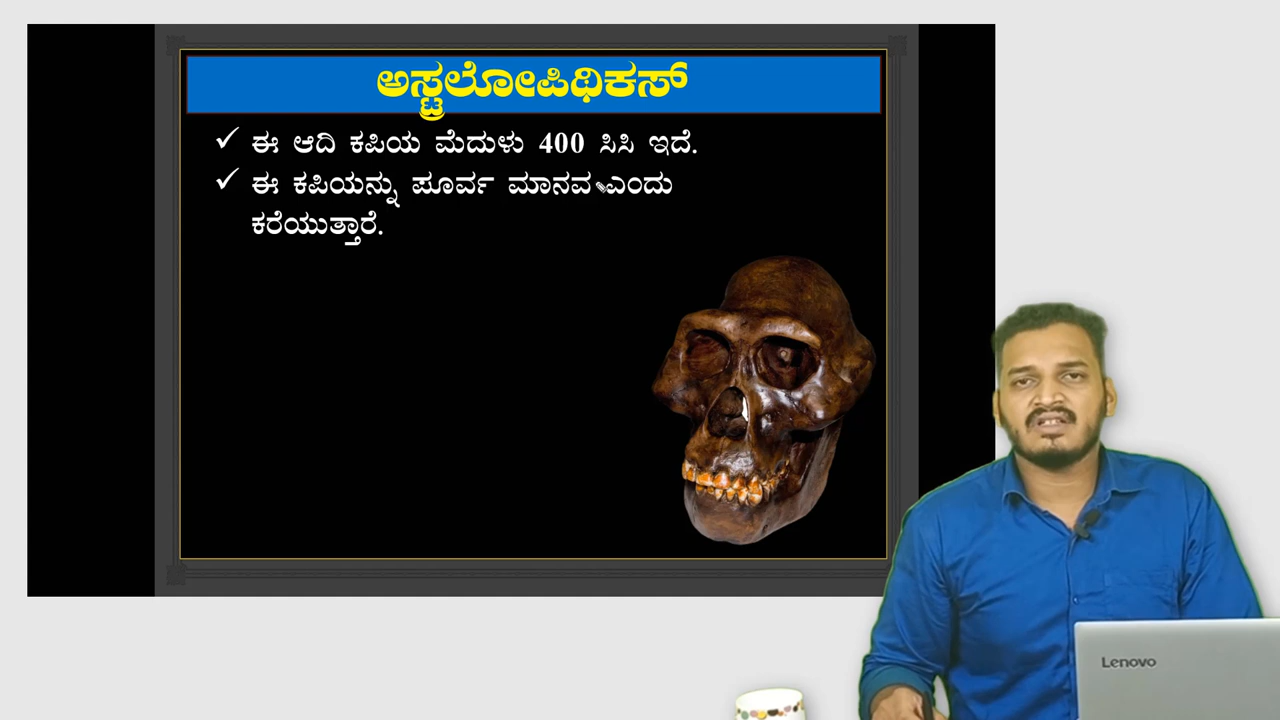 ಅಸ್ಟ್ರಲೋಪಿಥಿಕಸ್
ಈ ಆದಿ ಕಪಿಯ ಮೆದುಳು 400 ಸಿಸಿ ಇದೆ.
ಈ ಕಪಿಯನ್ನು ಪೂರ್ವ ಮಾನವ ಎಂದು
ಕರೆಯುತ್ತಾರೆ.
Lenovo